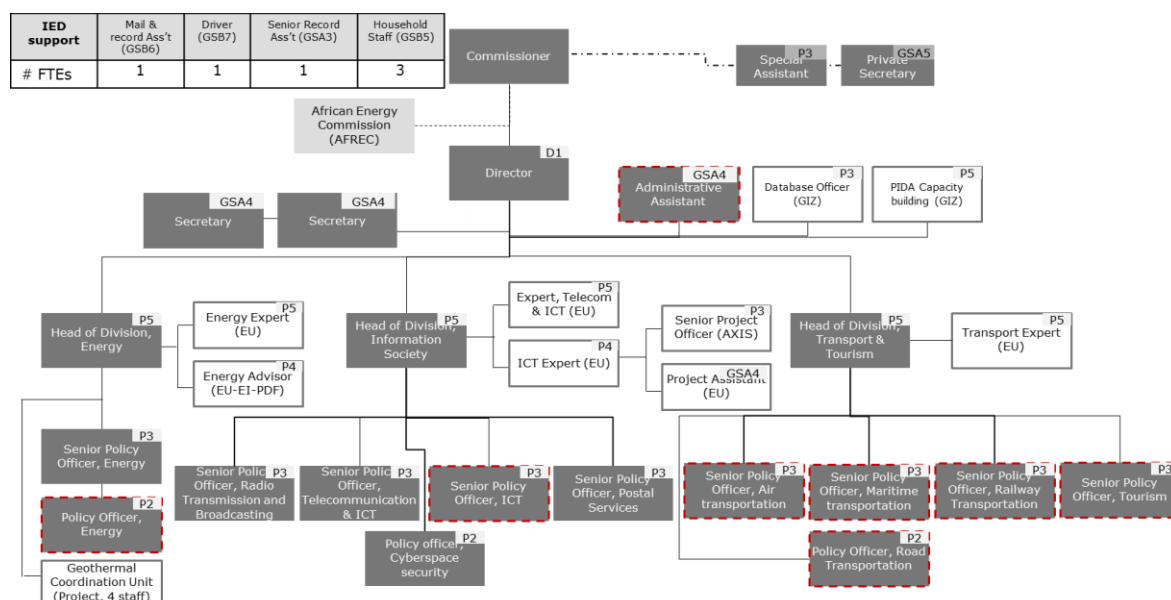 IED support
Mail & record Ass't (GSB6)
Driver (GSB7)
Senior Record Ass't (GSA3)
Household Staff (GSB5)
# FTEs
1
1
1
3
Commissioner
P3
Special
Assistant
GSA5
Private
Secretary
African Energy
Commission
(AFREC)
D1
Director
GSA4
Secretary
GSA4
Secretary
GSA4
Administrative
Assistant
P3
Database Officer
(GIZ)
P5
PIDA Capacity
building (GIZ)
P5
Head of Division,
Energy
P5
Energy Expert
(EU)
P4
Energy Advisor
(EU-EI-PDF)
P5
Head of Division,
Information
Society
P5
Expert, Telecom
& ICT (EU)
P4
ICT Expert (EU)
P3
Senior Project
Officer (AXIS)
GSA4
Project Assistant
(EU)
P5
Head of Division,
Transport &
Tourism
P5
Transport Expert
(EU)
P3
Senior Policy
Officer, Energy
P2
Policy Officer,
Energy
Geothermal
Coordination Unit
(Project, 4 staff)
P3
Senior Policy
Officer, Radio
Transmission and
Broadcasting
P3
Senior Policy
Officer,
Telecommunication
& ICT
P3
Senior Policy
Officer, ICT
P3
Senior Policy
Officer, Postal
Services
P2
Policy officer,
Cyberspace
security
P3
Senior Policy
Officer, Air
transportation
P3
Senior Policy
Officer, Maritime
transportation
P3
Senior Policy
Officer, Railway
Transportation
P3
Senior Policy
Officer, Tourism
P2
Policy Officer, Road
Transportation